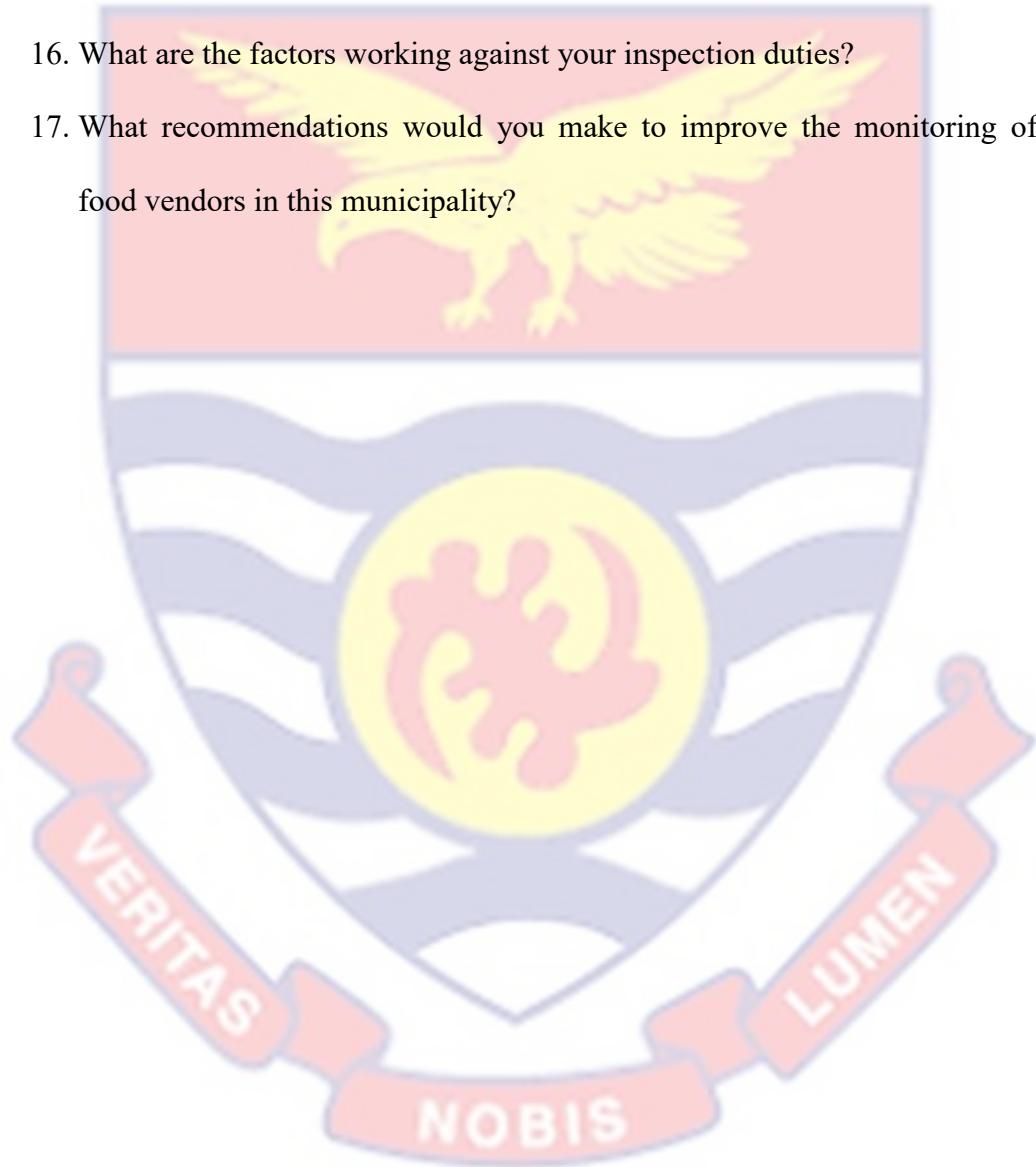 16. What are the factors working against your inspection duties?
17. What recommendations would you make to improve the monitoring of
food vendors in this municipality?
VERITAS
NOBIS
LUMEN